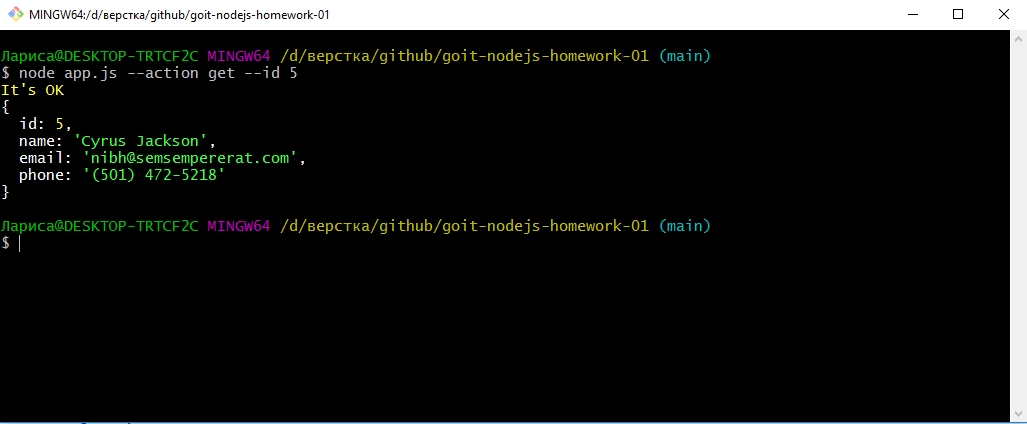 MINGW64:/d/верстка/github/goit-nodejs-homework-01
Лариса@DESKTOP-TRTCF2C MINGW64 /d/верстка/github/goit-nodejs-homework-01 (main)
$ node app.js --action get --id 5
It's OK
{
  id: 5,
  name: 'Cyrus Jackson',
  email: 'nibh@semsempererat.com',
  phone: '(501) 472-5218'
}
Лариса@DESKTOP-TRTCF2C MINGW64 /d/верстка/github/goit-nodejs-homework-01 (main)
$